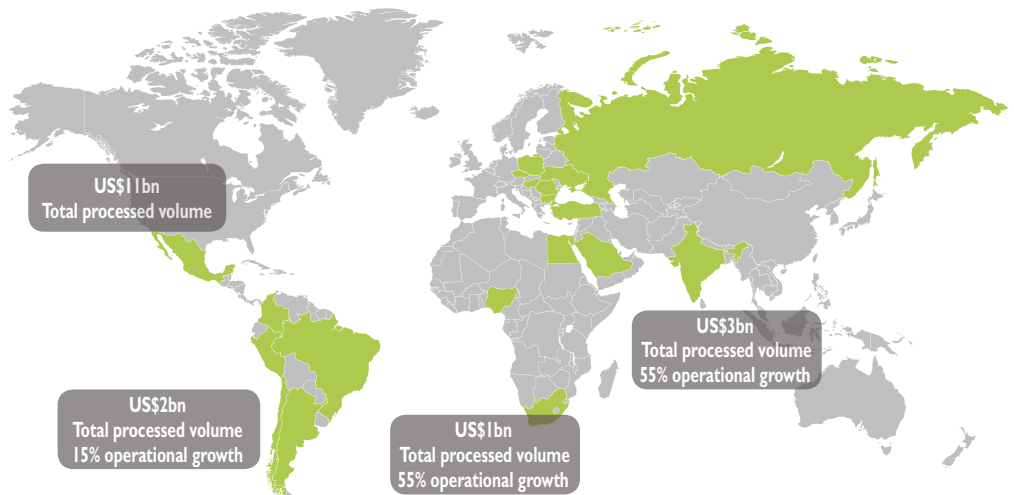 US$11bn
Total processed volume
US$3bn
Total processed volume
55% operational growth
US$2bn
Total processed volume
15% operational growth
US$1bn
Total processed volume
55% operational growth